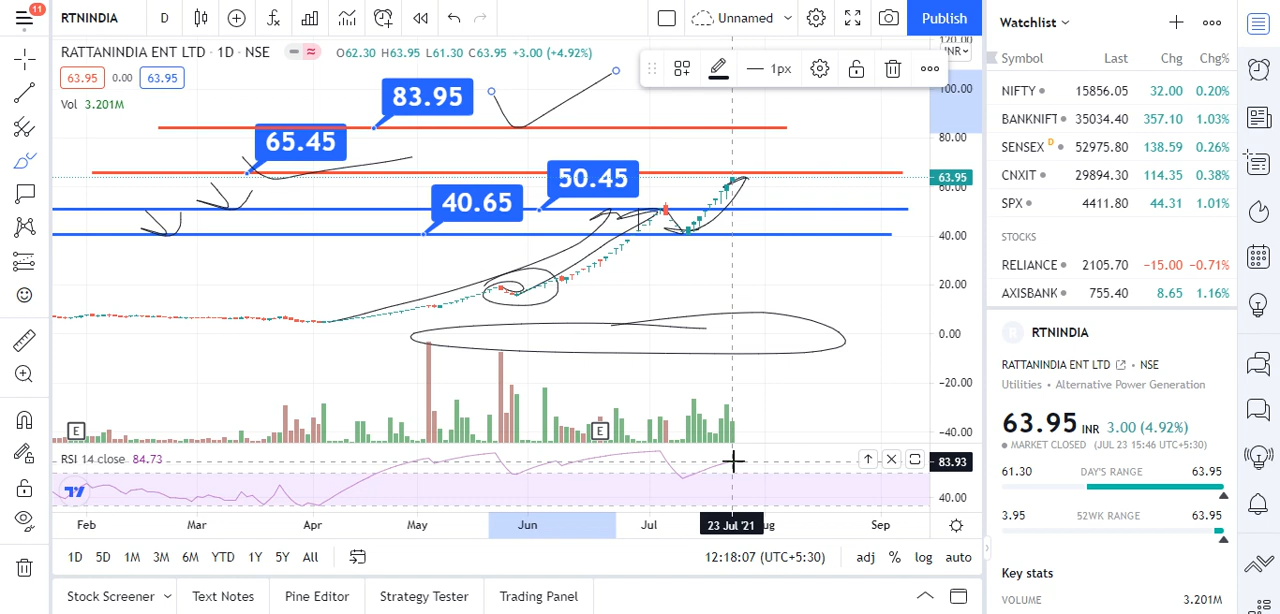 11
RTNINDIA
D
Unnamed
Publish
RATTANINDIA ENT LTD · 1D · NSE
O62.30 H63.95 L61.30 C63.95 +3.00 (+4.92%)
63.95 0.00 63.95
Vol 3.201M
1px
INR
120.00
100.00
80.00
60.00
40.00
20.00
0.00
−20.00
−40.00
63.95
83.95
65.45
50.45
40.65
E
E
RSI 14 close 84.73
83.93
40.00
Feb Mar Apr May Jun Jul 23 Jul '21 ug Sep
1D 5D 1M 3M 6M YTD 1Y 5Y All
12:18:07 (UTC+5:30) adj % log auto
Stock Screener Text Notes Pine Editor Strategy Tester Trading Panel
Watchlist
Symbol Last Chg Chg%
NIFTY 15856.05 32.00 0.20%
BANKNIFT 35034.40 357.10 1.03%
SENSEX D 52975.80 138.59 0.26%
CNXIT 29894.30 114.35 0.38%
SPX 4411.80 44.31 1.01%
STOCKS
RELIANCE 2105.70 −15.00 −0.71%
AXISBANK 755.40 8.65 1.16%
R RTNINDIA
RATTANINDIA ENT LTD • NSE
Utilities • Alternative Power Generation
63.95 INR 3.00 (4.92%)
MARKET CLOSED (JUL 23 15:46 UTC+5:30)
61.30 DAY'S RANGE 63.95
3.95 52WK RANGE 63.95
Key stats
VOLUME 3.201M